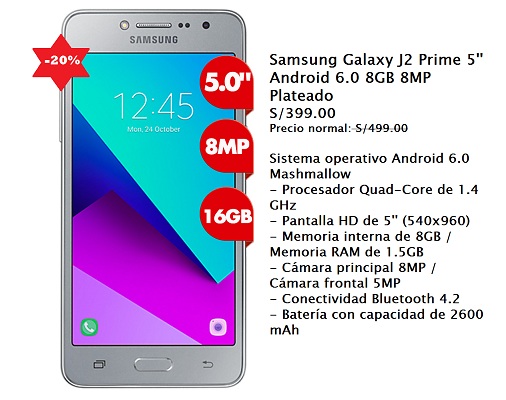 -20%
SAMSUNG
12:45
Mon, 24 October
5.0"
8MP
16GB
Samsung Galaxy J2 Prime 5"
Android 6.0 8GB 8MP
Plateado
S/399.00
Precio normal: S/499.00
Sistema operativo Android 6.0
Mashmallow
- Procesador Quad-Core de 1.4
GHz
- Pantalla HD de 5" (540x960)
- Memoria interna de 8GB /
Memoria RAM de 1.5GB
- Cámara principal 8MP /
Cámara frontal 5MP
- Conectividad Bluetooth 4.2
- Batería con capacidad de 2600
mAh